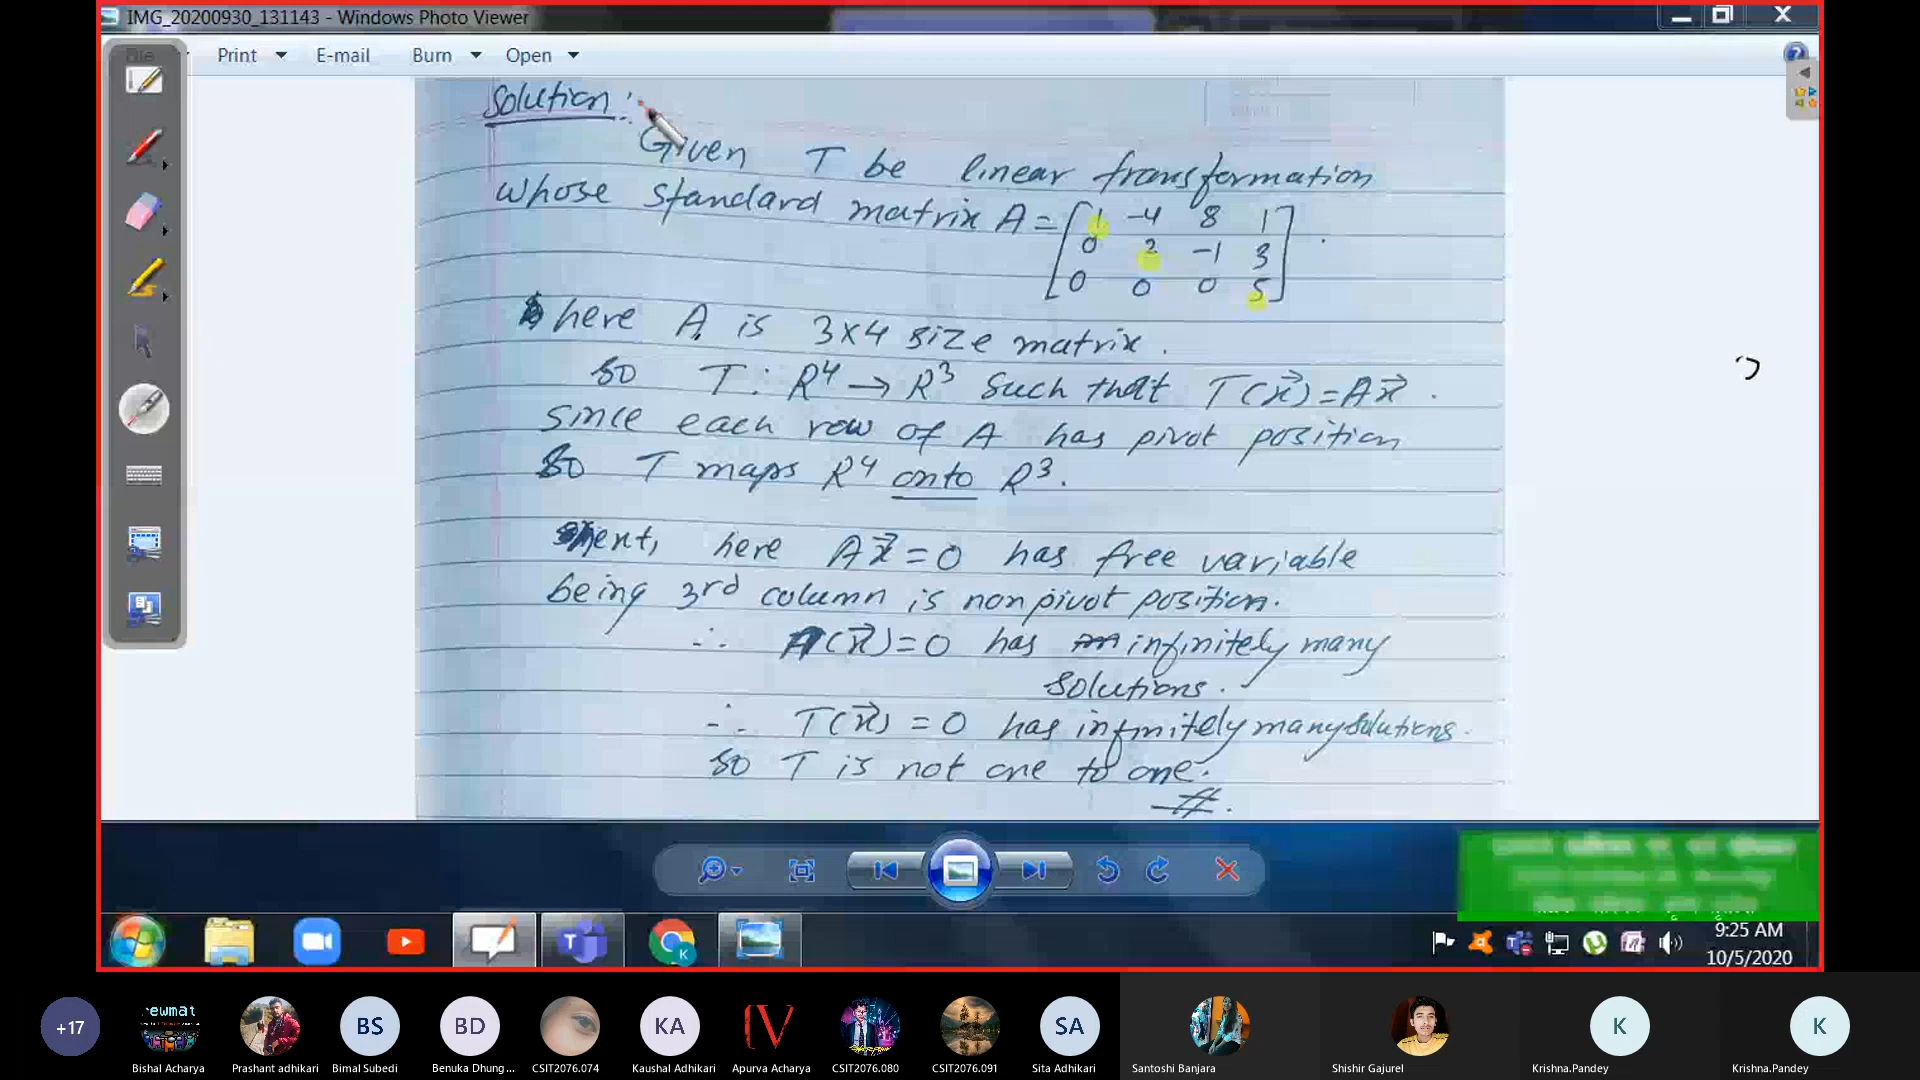 IMG_20200930_131143 - Windows Photo Viewer
File Print E-mail Burn Open
Solution:
Given T be linear transformation
whose standard matrix A = [1 -4 8 1
0 2 -1 3
0 0 0 5].
here A is 3x4 size matrix.
so T: R⁴ → R³ such that T(x⃗)=Ax⃗.
since each row of A has pivot position
so T maps R⁴ onto R³.
next, here Ax⃗ = 0 has free variable
being 3rd column is nonpivot position.
∴ A(x⃗)=0 has infinitely many
solutions.
∴ T(x⃗) = 0 has infinitely many solutions.
so T is not one to one.
#.
9:25 AM
10/5/2020
+17
rewmat
BS
BD
KA
SA
K
K
Bishal Acharya
Prashant adhikari
Bimal Subedi
Benuka Dhung...
CSIT2076.074
Kaushal Adhikari
Apurva Acharya
CSIT2076.080
CSIT2076.091
Sita Adhikari
Santoshi Banjara
Shishir Gajurel
Krishna.Pandey
Krishna.Pandey